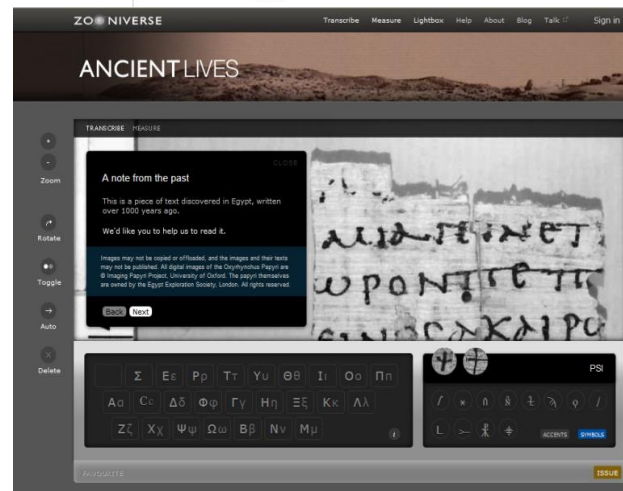 ZOONIVERSE
Transcribe Measure Lightbox Help About Blog Talk Sign in
ANCIENTLIVES
TRANSCRIBE MEASURE
CLOSE
A note from the past
This is a piece of text discovered in Egypt, written
over 1000 years ago.
We'd like you to help us to read it.
Images may not be copied or offloaded, and the images and their texts
may not be published. All digital images of the Oxyrhynchus Papyri are
© Imaging Papyri Project, University of Oxford. The papyri themselves
are owned by the Egypt Exploration Society, London. All rights reserved.
Back Next
+
-
Zoom
Rotate
Toggle
Auto
X
Delete
Σ Εε Ρρ Ττ Υυ Θθ Ιι Οο Ππ
Αα Cc Δδ Φφ Γγ Ηη Ξξ Κκ Λλ
Ζζ Χχ Ψψ Ωω Ββ Νν Μμ
i
PSI
ACCENTS SYMBOLS
FAVOURITE
ISSUE